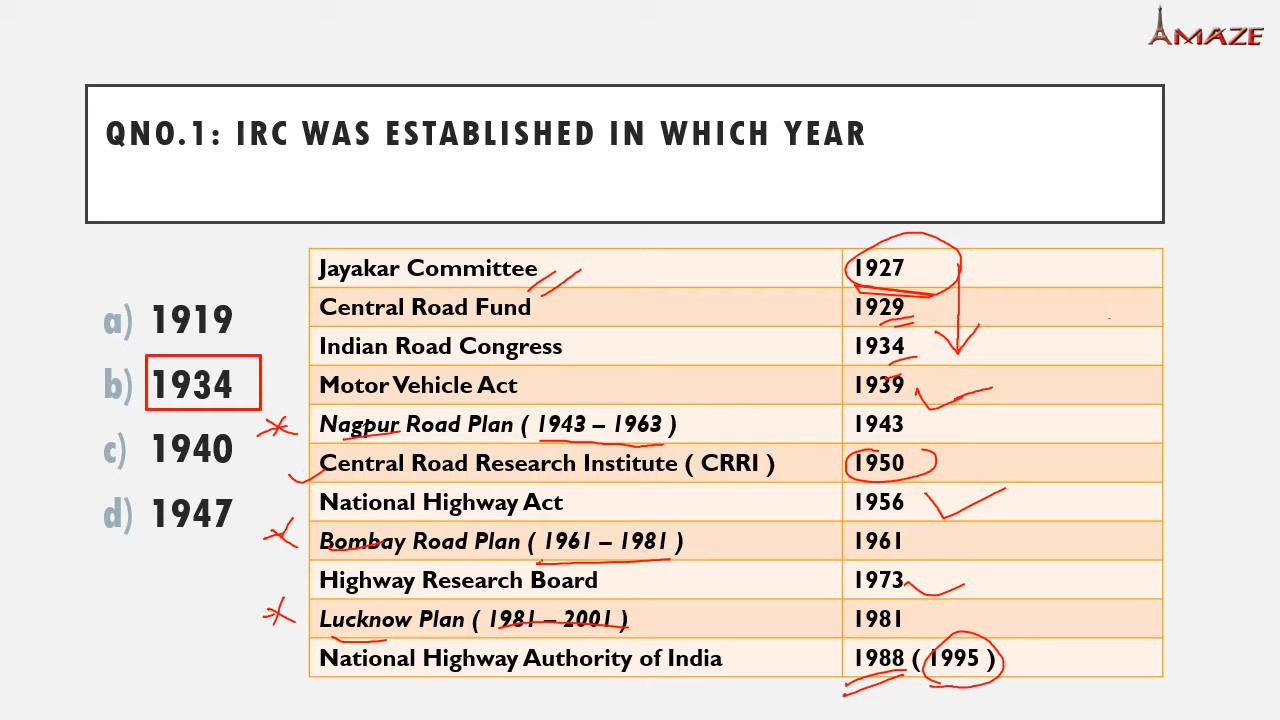 AMAZE
QNO.1: IRC WAS ESTABLISHED IN WHICH YEAR
a) 1919
b) 1934
c) 1940
d) 1947
Jayakar Committee 1927
Central Road Fund 1929
Indian Road Congress 1934
Motor Vehicle Act 1939
Nagpur Road Plan ( 1943 – 1963 ) 1943
Central Road Research Institute ( CRRI ) 1950
National Highway Act 1956
Bombay Road Plan ( 1961 – 1981 ) 1961
Highway Research Board 1973
Lucknow Plan ( 1981 – 2001 ) 1981
National Highway Authority of India 1988 ( 1995 )